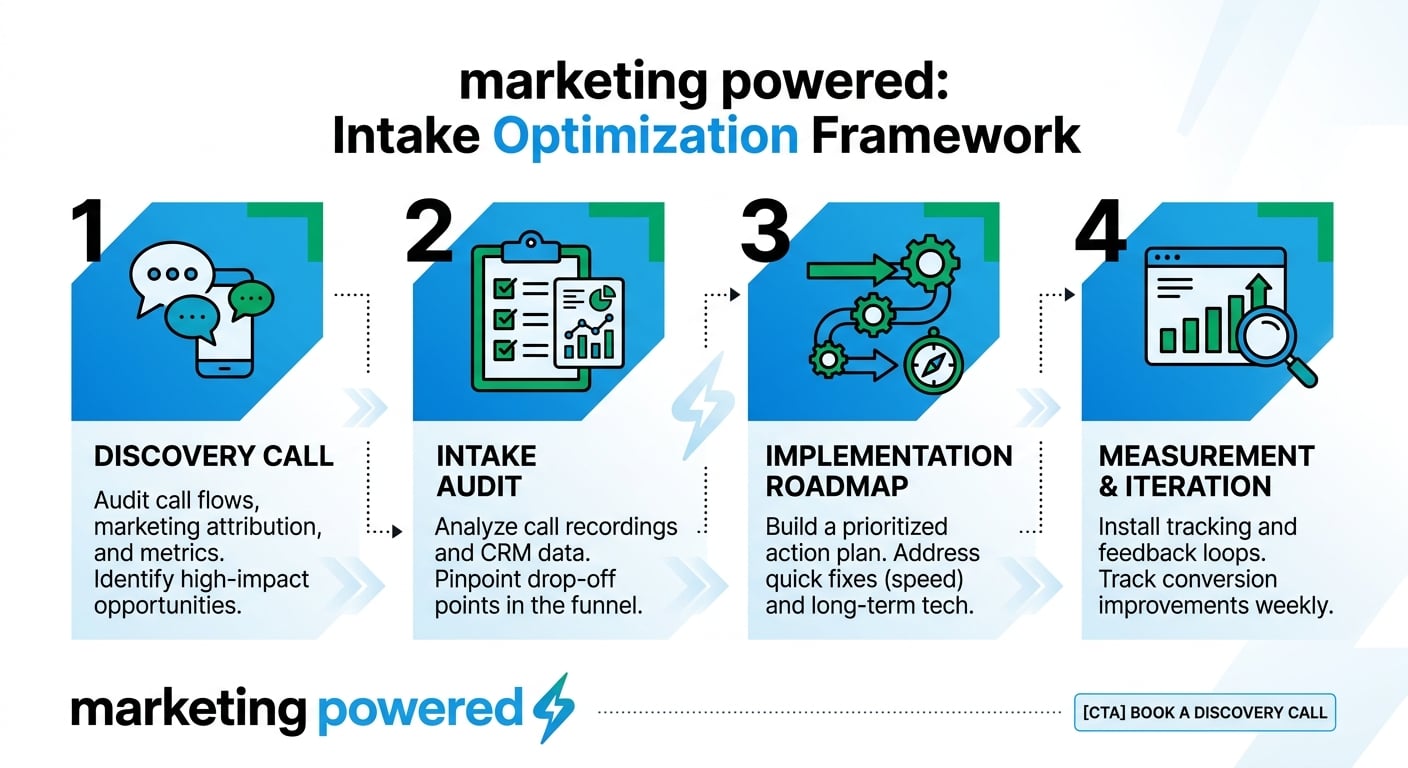 marketing powered:
Intake Optimization Framework
1
DISCOVERY CALL
Audit call flows,
marketing attribution,
and metrics.
Identify high-impact
opportunities.
2
INTAKE
AUDIT
Analyze call recordings
and CRM data.
Pinpoint drop-off
points in the funnel.
3
IMPLEMENTATION
ROADMAP
Build a prioritized
action plan. Address
quick fixes (speed)
and long-term tech.
4
MEASUREMENT
& ITERATION
Install tracking and
feedback loops.
Track conversion
improvements weekly.
marketing powered
[CTA] BOOK A DISCOVERY CALL